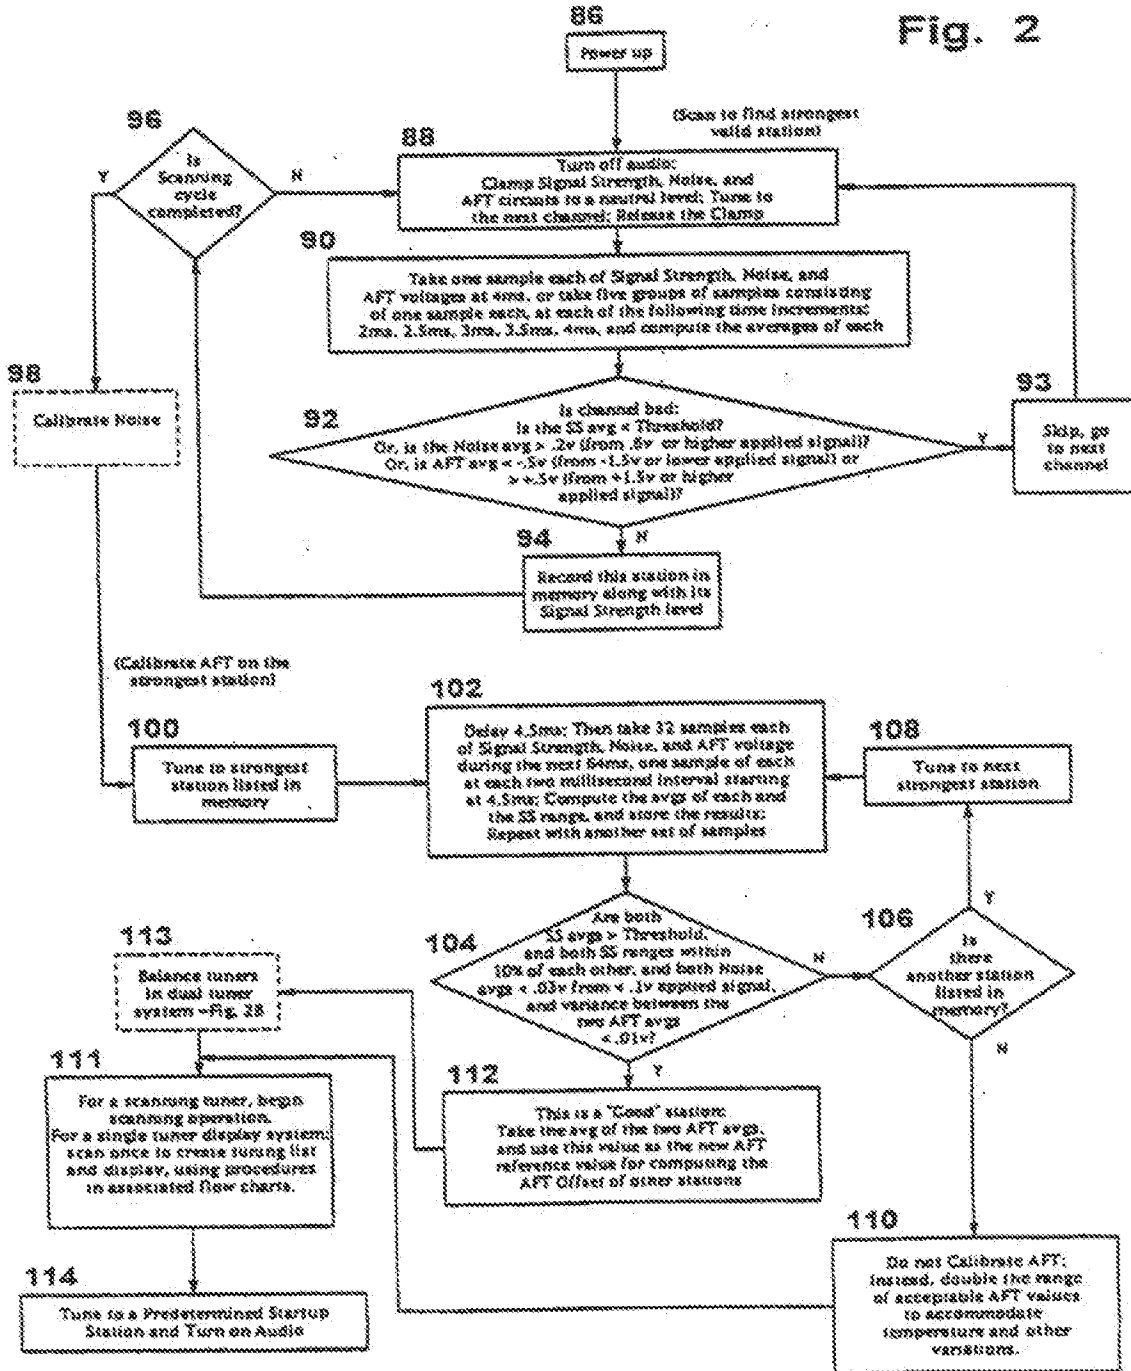 Fig. 2
86
Power up
(Scan to find strongest
valid station)
96
Is
Scanning
cycle
completed?
Y
N
88
Turn off audio;
Clamp Signal Strength, Noise, and
AFT circuits to a neutral level; Tune to
the next channel; Release the Clamp
90
Take one sample each of Signal Strength, Noise, and
AFT voltages at 4ms, or take five groups of samples consisting
of one sample each, at each of the following time increments:
2ms, 2.5ms, 3ms, 3.5ms, 4ms, and compute the averages of each
98
Calibrate Noise
92
Is channel bad:
Is the SS avg < Threshold?
Or, is the Noise avg > .2v (from .6v or higher applied signal)?
Or, is AFT avg < -.5v (from -1.5v or lower applied signal) or
> +.5v (from +1.5v or higher
applied signal)?
Y
N
93
Skip, go
to next
channel
94
Record this station in
memory along with its
Signal Strength level
(Calibrate AFT on the
strongest station)
100
Tune to strongest
station listed in
memory
102
Delay 4.5ms; Then take 32 samples each
of Signal Strength, Noise, and AFT voltage
during the next 64ms, one sample of each
at each two millisecond interval starting
at 4.5ms; Compute the avgs of each and
the SS range, and store the results;
Repeat with another set of samples
108
Tune to next
strongest station
104
Are both
SS avgs > Threshold,
and both SS ranges within
10% of each other, and both Noise
avgs < .03v from < .1v applied signal,
and variance between the
two AFT avgs
< .01v?
N
Y
106
Is
there
another station
listed in
memory?
Y
N
113
Balance tuners
in dual tuner
system -Fig. 28
111
For a scanning tuner, begin
scanning operation.
For a single tuner display system:
scan once to create tuning list
and display, using procedures
in associated flow charts.
112
This is a "Good" station:
Take the avg of the two AFT avgs,
and use this value as the new AFT
reference value for computing the
AFT Offset of other stations
110
Do not Calibrate AFT;
Instead, double the range
of acceptable AFT values
to accommodate
temperature and other
variations.
114
Tune to a Predetermined Startup
Station and Turn on Audio